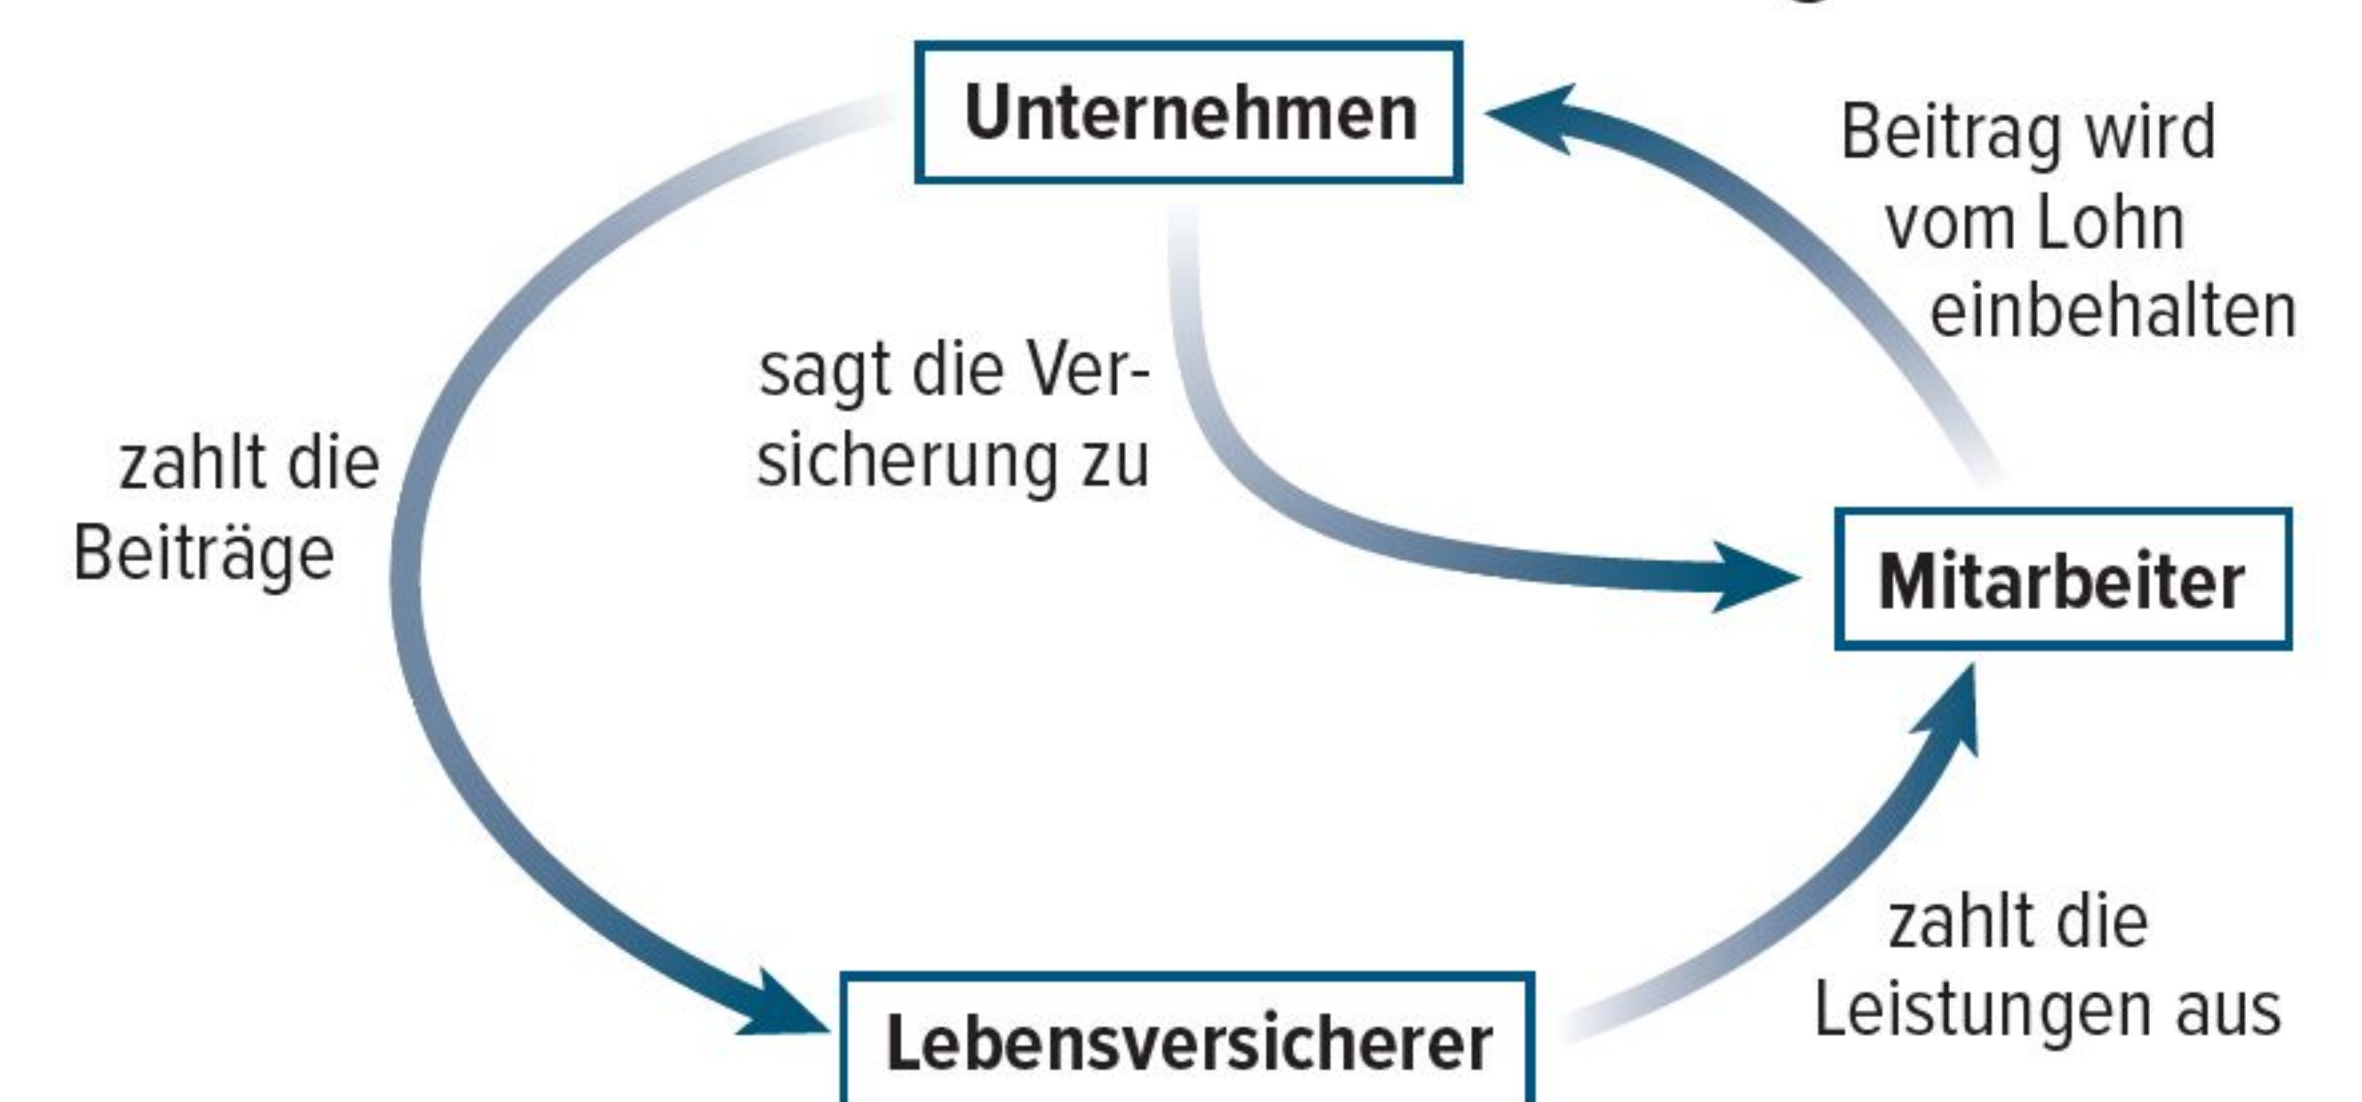 Unternehmen
Beitrag wird
vom Lohn
einbehalten
sagt die Ver-
sicherung zu
zahlt die
Beiträge
Mitarbeiter
zahlt die
Leistungen aus
Lebensversicherer